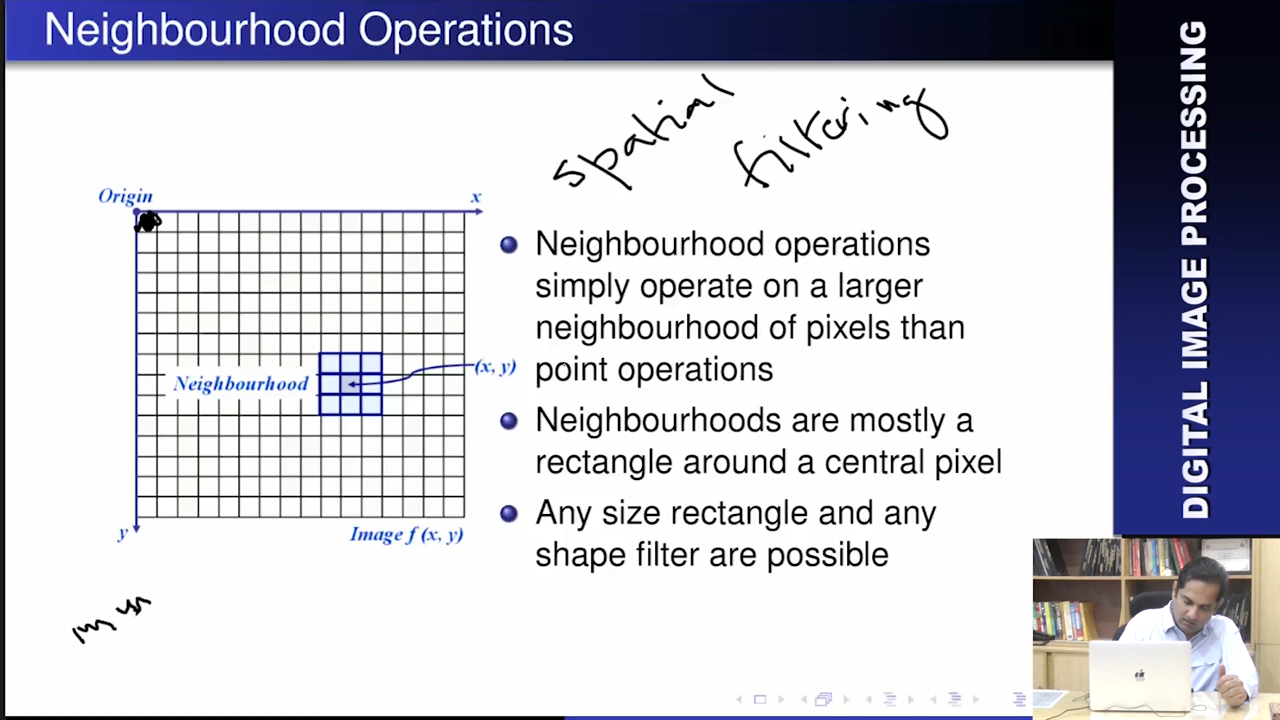 Neighbourhood Operations
spatial filtering
Origin
x
Neighbourhood
(x, y)
y
Image f (x, y)
Neighbourhood operations
simply operate on a larger
neighbourhood of pixels than
point operations
Neighbourhoods are mostly a
rectangle around a central pixel
Any size rectangle and any
shape filter are possible
DIGITAL IMAGE PROCESSING